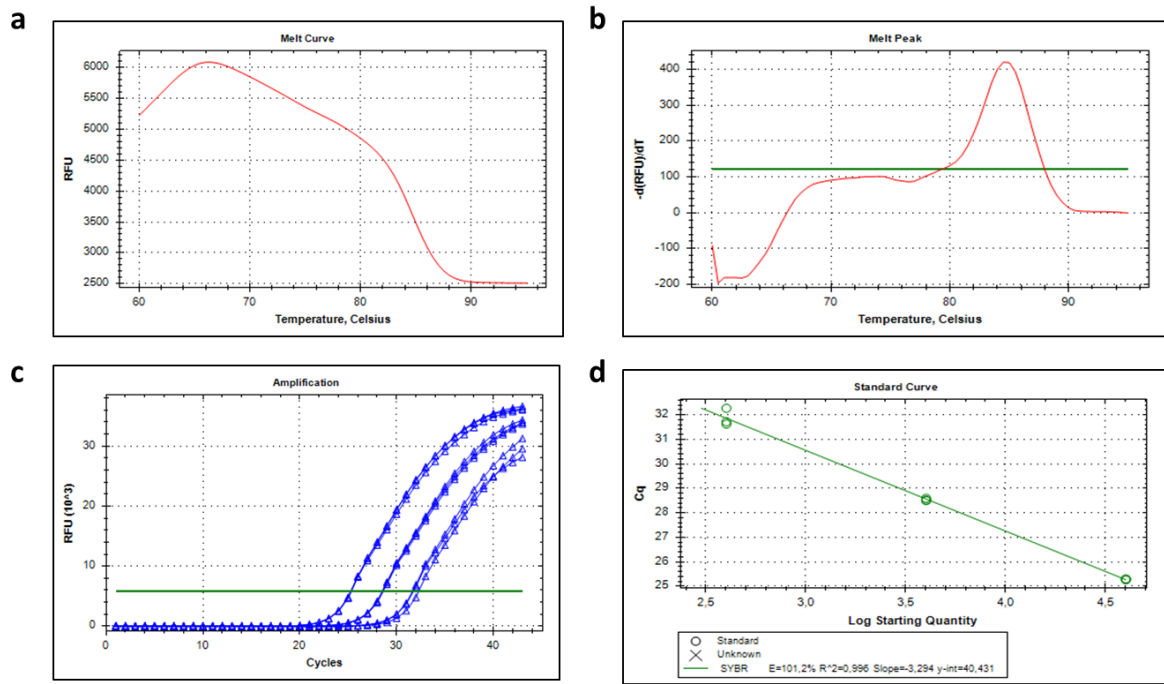 a
Melt Curve
6000
5500
5000
4500
4000
3500
3000
2500
RFU
60
70
80
90
Temperature, Celsius
b
Melt Peak
400
300
200
100
0
-100
-200
-d(RFU)/dT
60
70
80
90
Temperature, Celsius
c
Amplification
30
20
10
0
RFU (10^3)
0
10
20
30
40
Cycles
d
Standard Curve
32
31
30
29
28
27
26
25
Cq
2,5
3,0
3,5
4,0
4,5
Log Starting Quantity
Standard
Unknown
SYBR E=101,2% R^2=0,996 Slope=-3,294 y-int=40,431